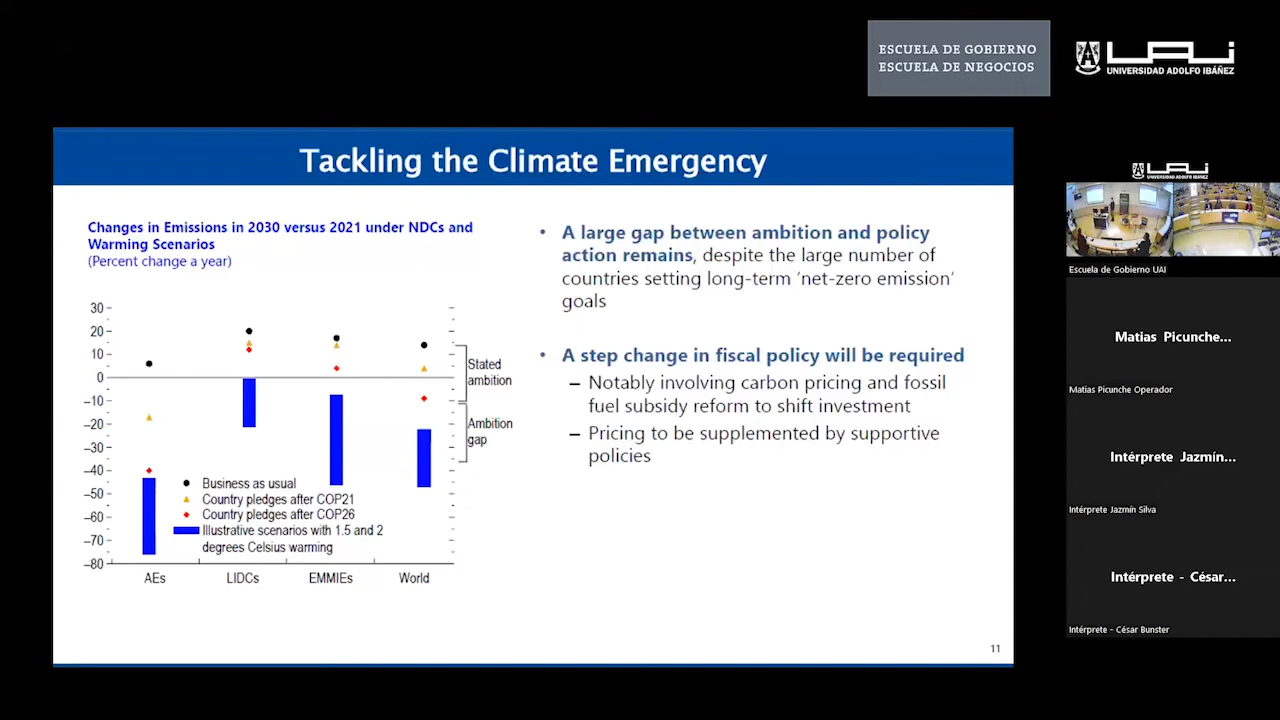 ESCUELA DE GOBIERNO
ESCUELA DE NEGOCIOS
UAI
UNIVERSIDAD ADOLFO IBÁÑEZ
Tackling the Climate Emergency
Changes in Emissions in 2030 versus 2021 under NDCs and
Warming Scenarios
(Percent change a year)
30
20
10
0
–10
–20
–30
–40
–50
–60
–70
–80
Stated
ambition
Ambition
gap
Business as usual
Country pledges after COP21
Country pledges after COP26
Illustrative scenarios with 1.5 and 2
degrees Celsius warming
AEs LIDCs EMMIEs World
• A large gap between ambition and policy
action remains, despite the large number of
countries setting long-term ‘net-zero emission’
goals
• A step change in fiscal policy will be required
– Notably involving carbon pricing and fossil
fuel subsidy reform to shift investment
– Pricing to be supplemented by supportive
policies
11
UAI
UNIVERSIDAD ADOLFO IBÁÑEZ
Escuela de Gobierno UAI
Matias Picunche...
Matias Picunche Operador
Intérprete Jazmín...
Intérprete Jazmín Silva
Intérprete - César...
Intérprete - César Bunster